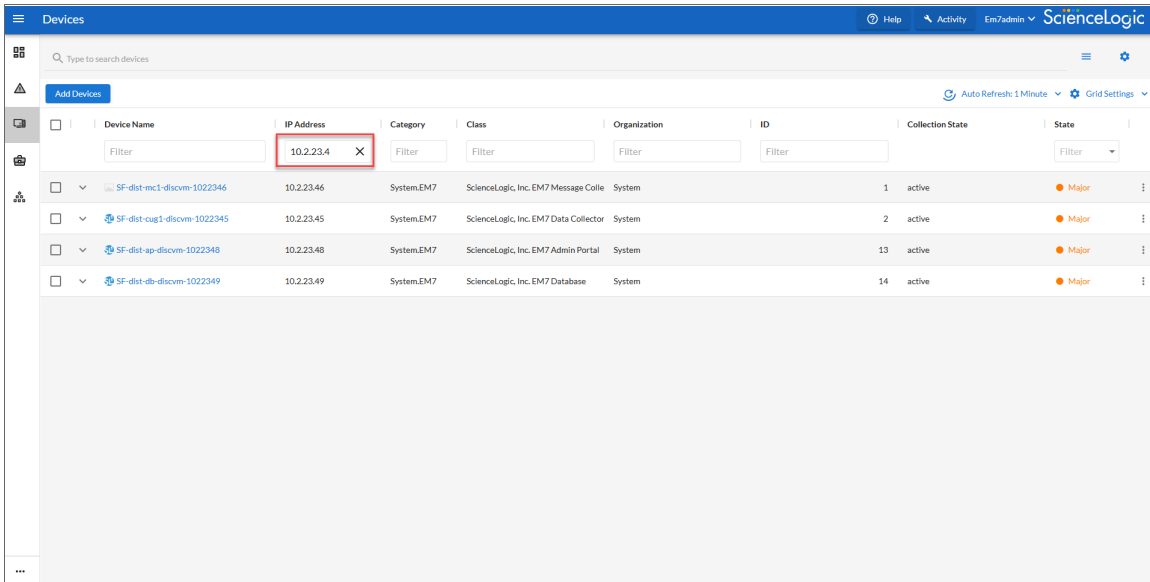 Devices Help Activity Em7admin ScienceLogic
Type to search devices
Add Devices Auto Refresh: 1 Minute Grid Settings
Device Name IP Address Category Class Organization ID Collection State State
Filter 10.2.23.4 Filter Filter Filter Filter Filter
SF-dist-mc1-discvm-1022346 10.2.23.46 System.EM7 ScienceLogic, Inc. EM7 Message Colle System 1 active Major
SF-dist-cug1-discvm-1022345 10.2.23.45 System.EM7 ScienceLogic, Inc. EM7 Data Collector System 2 active Major
SF-dist-ap-discvm-1022348 10.2.23.48 System.EM7 ScienceLogic, Inc. EM7 Admin Portal System 13 active Major
SF-dist-db-discvm-1022349 10.2.23.49 System.EM7 ScienceLogic, Inc. EM7 Database System 14 active Major